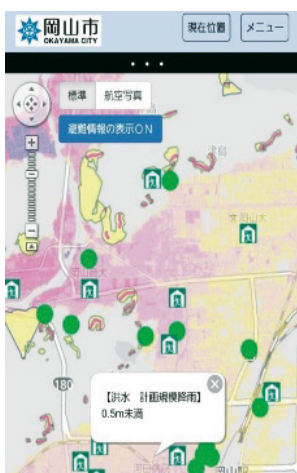 岡山市
OKAYAMA CITY
現在位置
メニュー
標準
航空写真
避難情報の表示ON
津島
180
【洪水 計画規模降雨】
0.5m未満